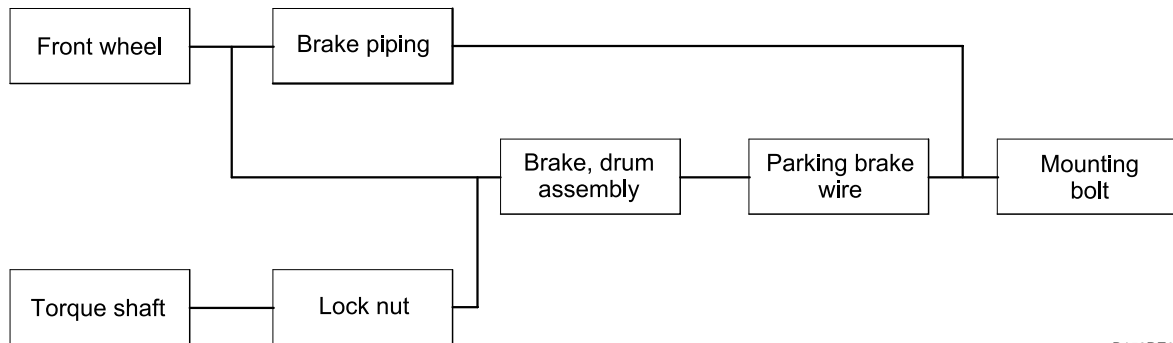 Front wheel
Brake piping
Brake, drum
assembly
Parking brake
wire
Mounting
bolt
Torque shaft
Lock nut